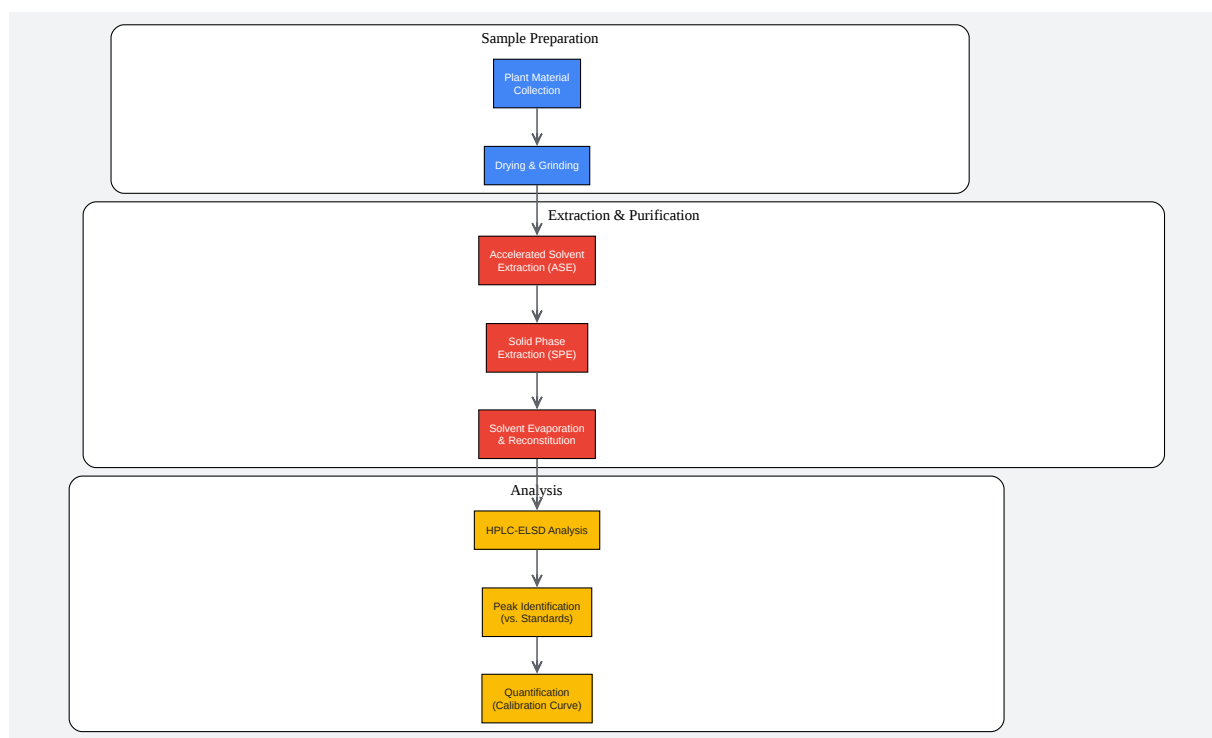 Sample Preparation
Plant Material
Collection
Drying & Grinding
Extraction & Purification
Accelerated Solvent
Extraction (ASE)
Solid Phase
Extraction (SPE)
Solvent Evaporation
& Reconstitution
Analysis
HPLC-ELSD Analysis
Peak Identification
(vs. Standards)
Quantification
(Calibration Curve)